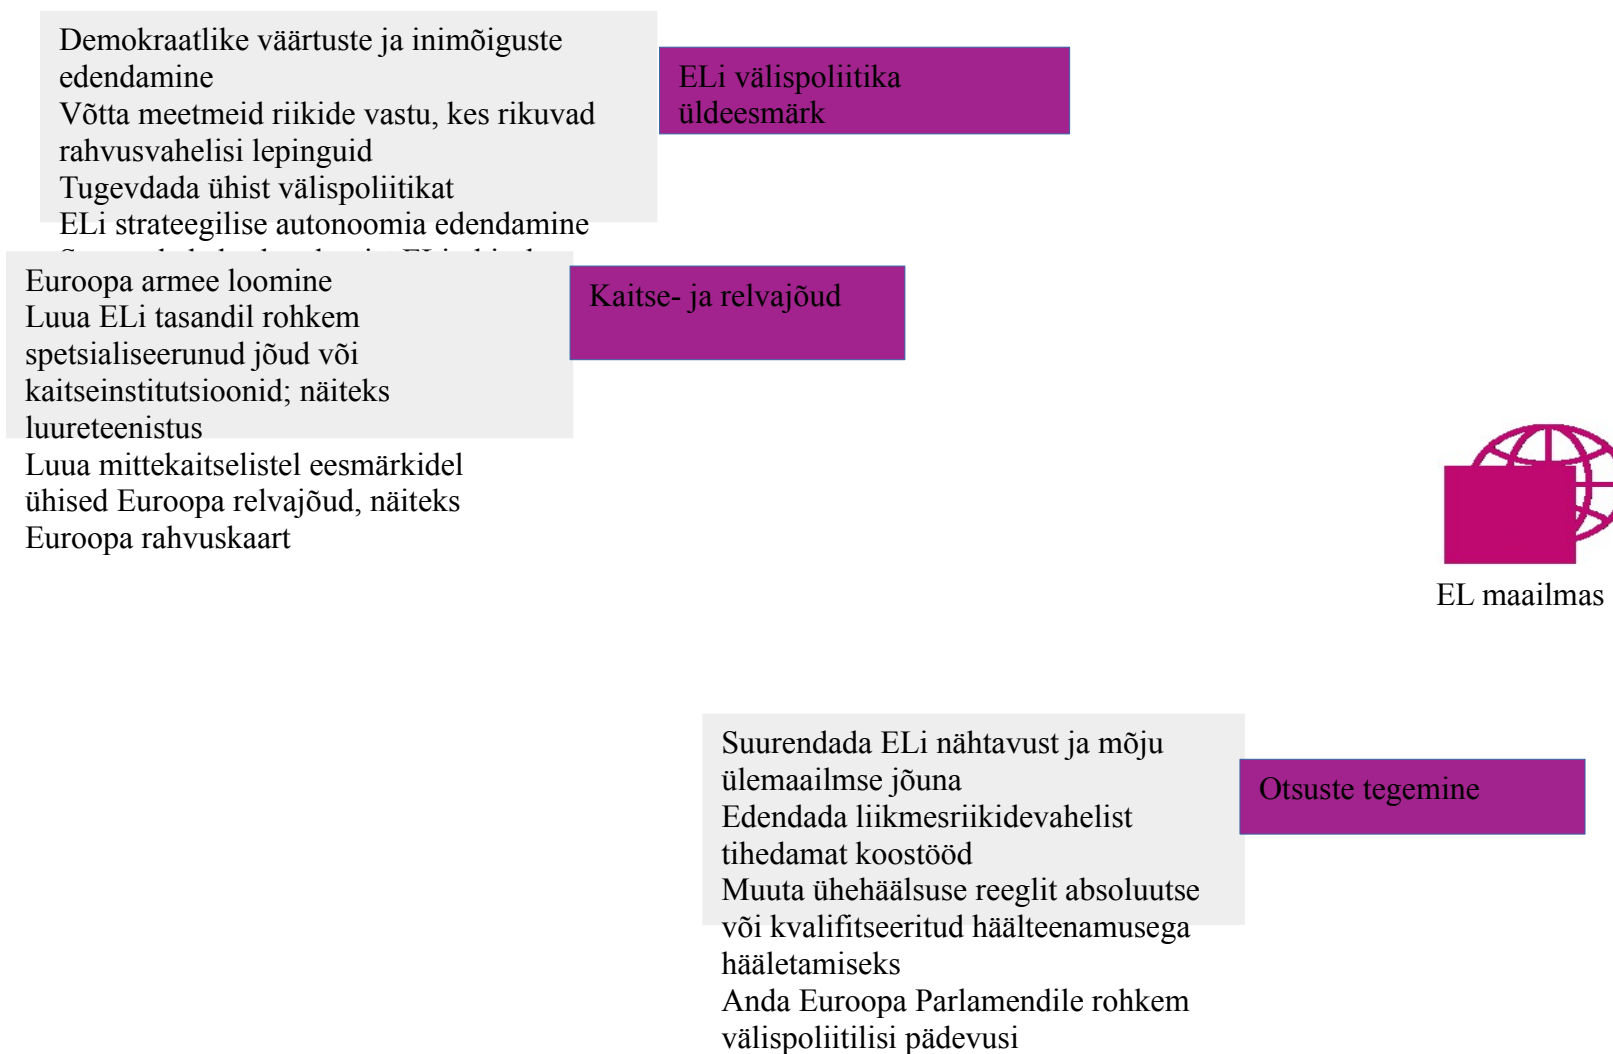 Demokraatlike väärtuste ja inimõiguste
edendamine
Võtta meetmeid riikide vastu, kes rikuvad
rahvusvahelisi lepinguid
Tugevdada ühist välispoliitikat
ELi strateegilise autonoomia edendamine
ELi välispoliitika
üldeesmärk
Euroopa armee loomine
Luua ELi tasandil rohkem
spetsialiseerunud jõud või
kaitseinstitutsioonid; näiteks
luureteenistus
Luua mittekaitselistel eesmärkidel
ühised Euroopa relvajõud, näiteks
Euroopa rahvuskaart
Kaitse- ja relvajõud
EL maailmas
Suurendada ELi nähtavust ja mõju
ülemaailmse jõuna
Edendada liikmesriikidevahelist
tihedamat koostööd
Muuta ühehäälsuse reeglit absoluutse
või kvalifitseeritud häälteenamusega
hääletamiseks
Anda Euroopa Parlamendile rohkem
välispoliitilisi pädevusi
Otsuste tegemine